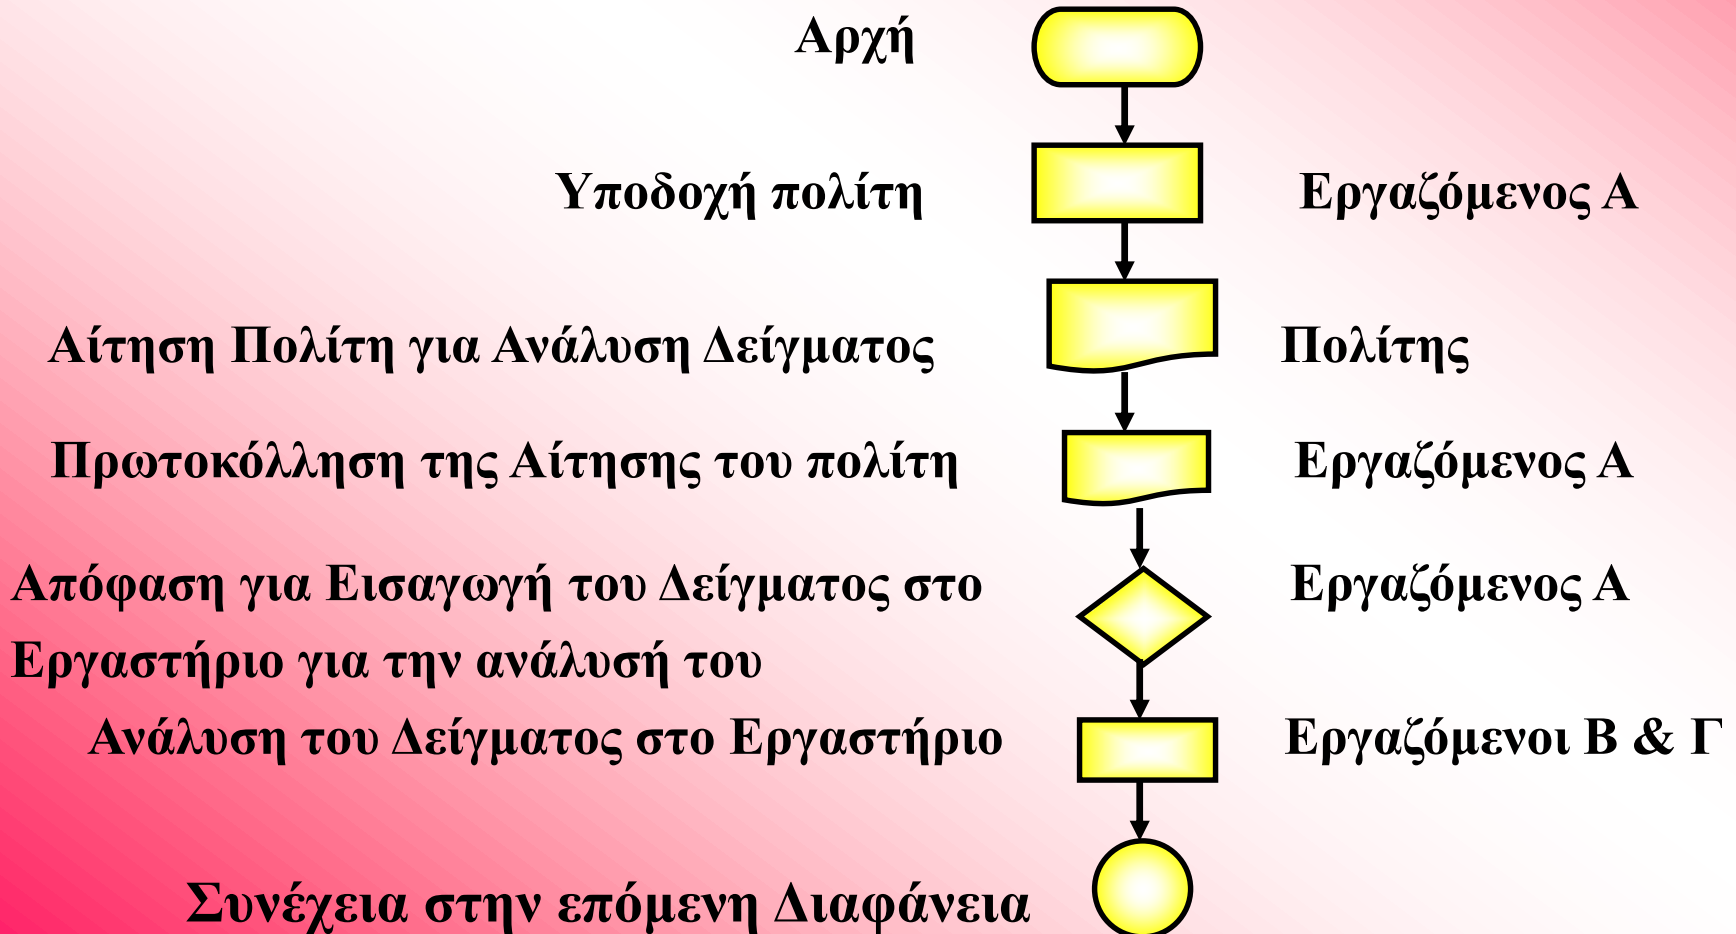 Αρχή
Υποδοχή πολίτη
Εργαζόμενος Α
Αίτηση Πολίτη για Ανάλυση Δείγματος
Πολίτης
Πρωτοκόλληση της Αίτησης του πολίτη
Εργαζόμενος Α
Απόφαση για Εισαγωγή του Δείγματος στο
Εργαστήριο για την ανάλυσή του
Εργαζόμενος Α
Ανάλυση του Δείγματος στο Εργαστήριο
Εργαζόμενοι Β & Γ
Συνέχεια στην επόμενη Διαφάνεια